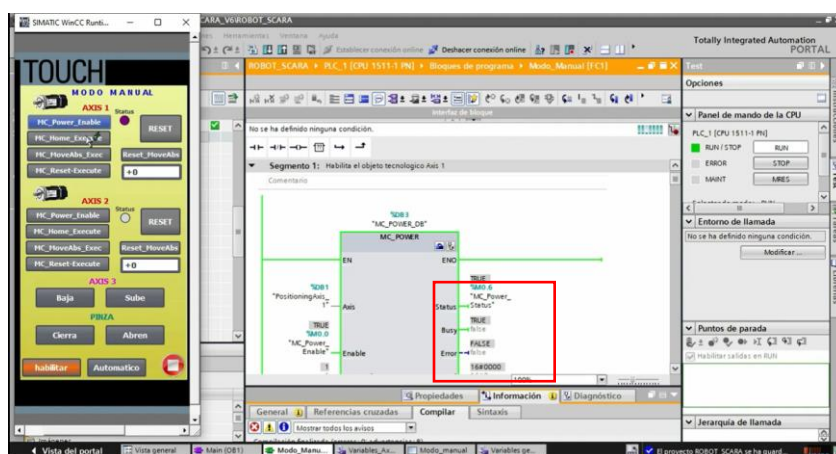 SIMATIC WinCC Runti...
CARA_V6\ROBOT_SCARA
Herramientas Ventana Ayuda
Establecer conexión online
Deshacer conexión online
Totally Integrated Automation
PORTAL
ROBOT_SCARA
PLC_1 [CPU 1511-1 PN]
Bloques de programa
Modo_Manual [FC1]
Test
Opciones
TOUCH
MODO MANUAL
AXIS 1
Status
MC_Power_Enable
RESET
MC_Home_Execute
MC_MoveAbs_Exec
Reset_MoveAbs
MC_Reset-Execute
+0
AXIS 2
Status
MC_Power_Enable
RESET
MC_Home_Execute
MC_MoveAbs_Exec
Reset_MoveAbs
MC_Reset-Execute
+0
AXIS 3
Baja
Sube
PINZA
Cierra
Abren
habilitar
Automatico
Interfaz de bloque
No se ha definido ninguna condición.
Segmento 1: Habilita el objeto tecnologico Axis 1
Comentario
%DB3
"MC_POWER_DB"
MC_POWER
EN
ENO
%DB1
"PositioningAxis_
1"
Axis
TRUE
%M0.0
"MC_Power_
Enable"
Enable
1
TRUE
%M0.6
"MC_Power_
Status"
Status
TRUE
Busy
false
FALSE
Error
false
16#0000
100%
Propiedades
Información
Diagnóstico
General
Referencias cruzadas
Compilar
Sintaxis
Mostrar todos los avisos
Panel de mando de la CPU
PLC_1 [CPU 1511-1 PN]
RUN / STOP
RUN
ERROR
STOP
MAINT
MRES
Entorno de llamada
No se ha definido ninguna condición.
Modificar ...
Puntos de parada
Habilitar salidas en RUN
Jerarquía de llamada
Vista del portal
Vista general
Main (OB1)
Modo_Manu...
Variables_Ax...
Modo_manual
Variables ge...
El proyecto ROBOT_SCARA se ha guard...